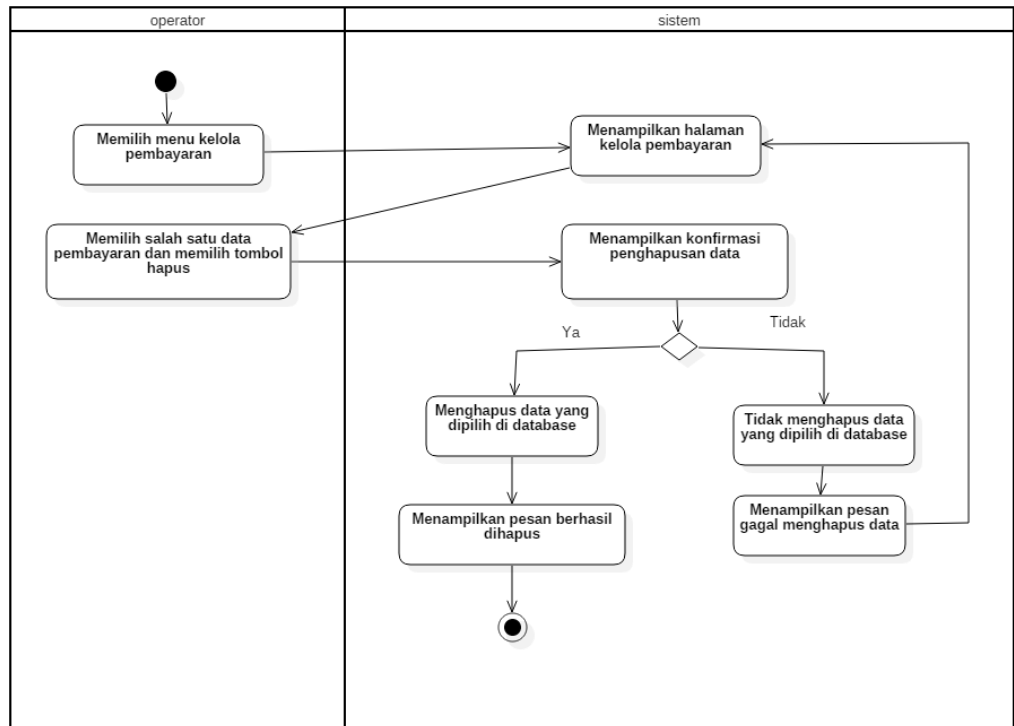 operator
sistem
Memilih menu kelola
pembayaran
Menampilkan halaman
kelola pembayaran
Memilih salah satu data
pembayaran dan memilih tombol
hapus
Menampilkan konfirmasi
penghapusan data
Ya
Tidak
Menghapus data yang
dipilih di database
Tidak menghapus data
yang dipilih di database
Menampilkan pesan berhasil
dihapus
Menampilkan pesan
gagal menghapus data